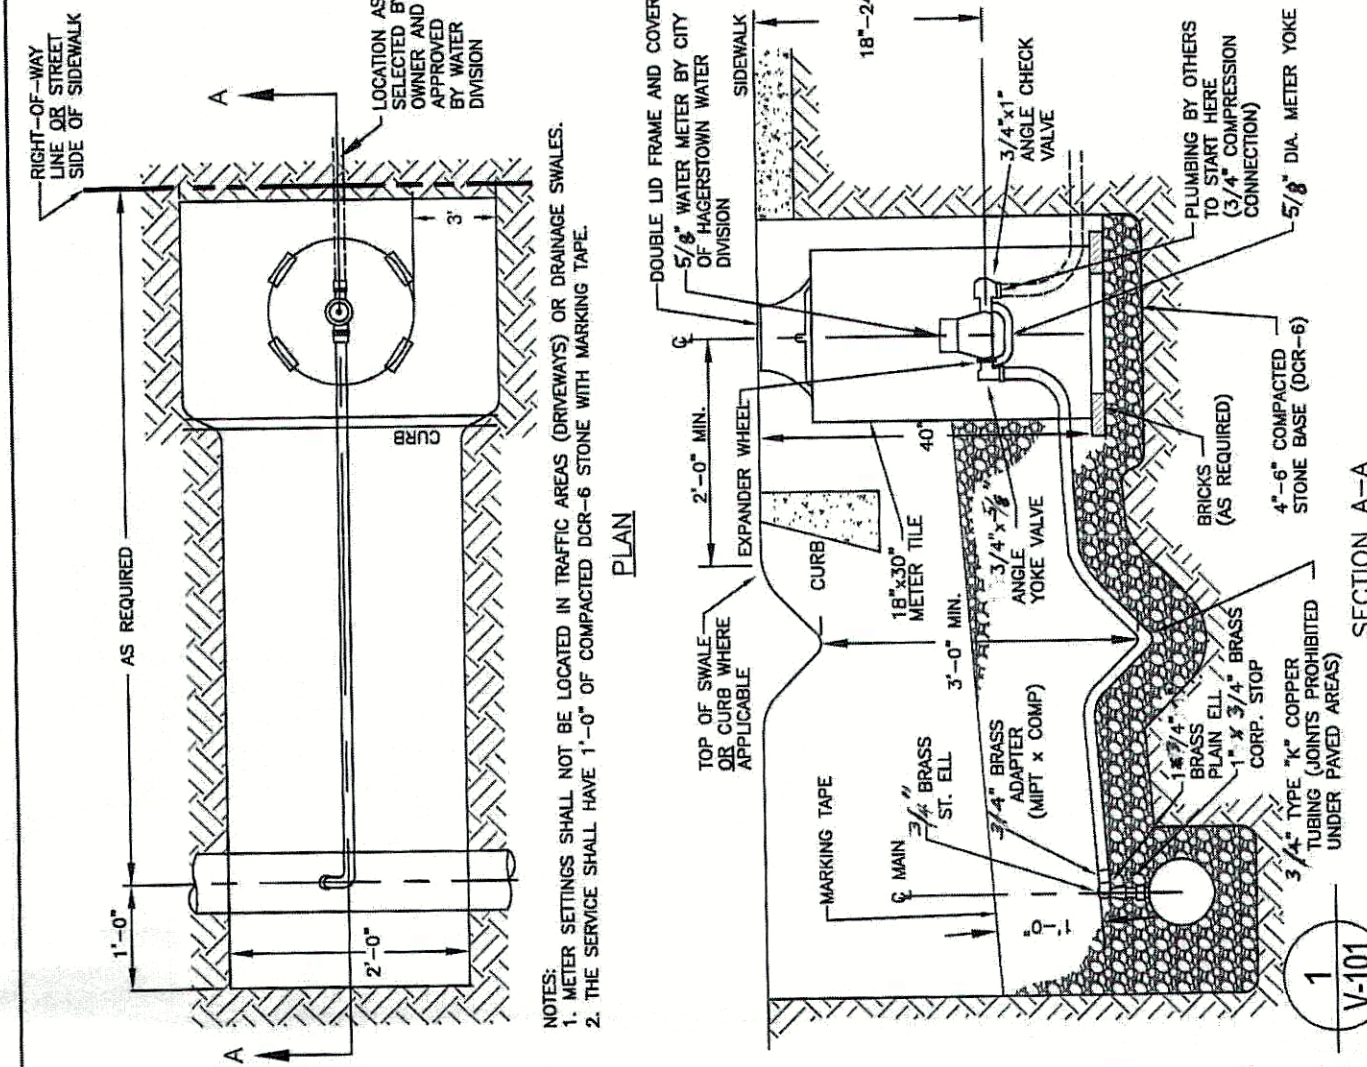 RIGHT-OF-WAY
LINE OR STREET
SIDE OF SIDEWALK
AS REQUIRED
1'-0"
2'-0"
A
A
LOCATION AS
SELECTED BY
OWNER AND
APPROVED
BY WATER
DIVISION
3'
CURB
NOTES:
1. METER SETTINGS SHALL NOT BE LOCATED IN TRAFFIC AREAS (DRIVEWAYS) OR DRAINAGE SWALES.
2. THE SERVICE SHALL HAVE 1'-0" OF COMPACTED DCR-6 STONE WITH MARKING TAPE.
PLAN
DOUBLE LID FRAME AND COVER
5/8" WATER METER BY CITY
OF HAGERSTOWN WATER
DIVISION
SIDEWALK
18"-24
2'-0" MIN.
EXPANDER WHEEL
TOP OF SWALE
OR CURB WHERE
APPLICABLE
CURB
18"x30"
METER TILE
40"
3/4"x1"
ANGLE CHECK
VALVE
3/4"x5/8"
ANGLE
YOKE VALVE
3'-0" MIN.
MARKING TAPE
℄ MAIN
℄
3/4" BRASS
ST. ELL
3/4" BRASS
ADAPTER
(MIPT x COMP)
1'-0"
PLUMBING BY OTHERS
TO START HERE
(3/4" COMPRESSION
CONNECTION)
5/8" DIA. METER YOKE
BRICKS
(AS REQUIRED)
4"-6" COMPACTED
STONE BASE (DCR-6)
BRASS
PLAIN ELL
1" x 3/4" BRASS
CORP. STOP
3/4" TYPE "K" COPPER
TUBING (JOINTS PROHIBITED
UNDER PAVED AREAS)
1
V-101
SECTION A-A